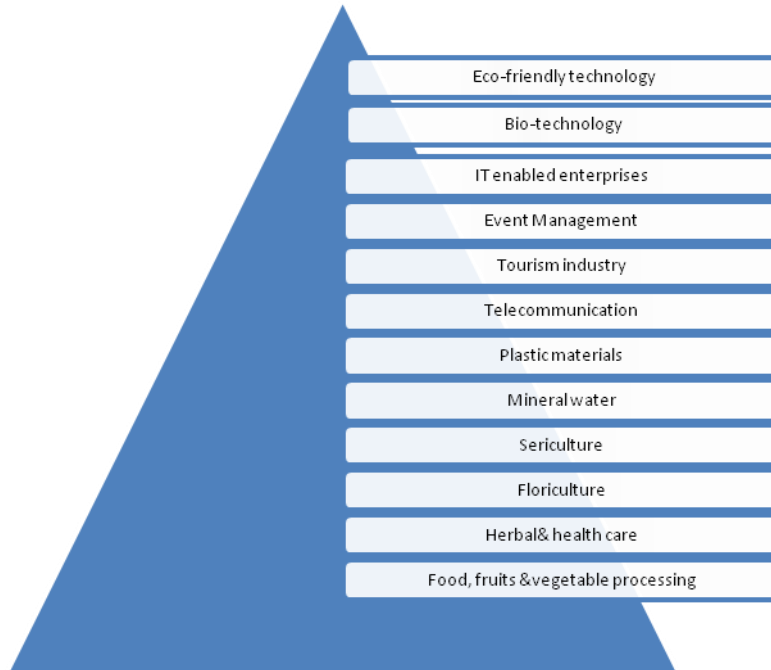 Eco-friendly technology
Bio-technology
IT enabled enterprises
Event Management
Tourism industry
Telecommunication
Plastic materials
Mineral water
Sericulture
Floriculture
Herbal& health care
Food, fruits &vegetable processing